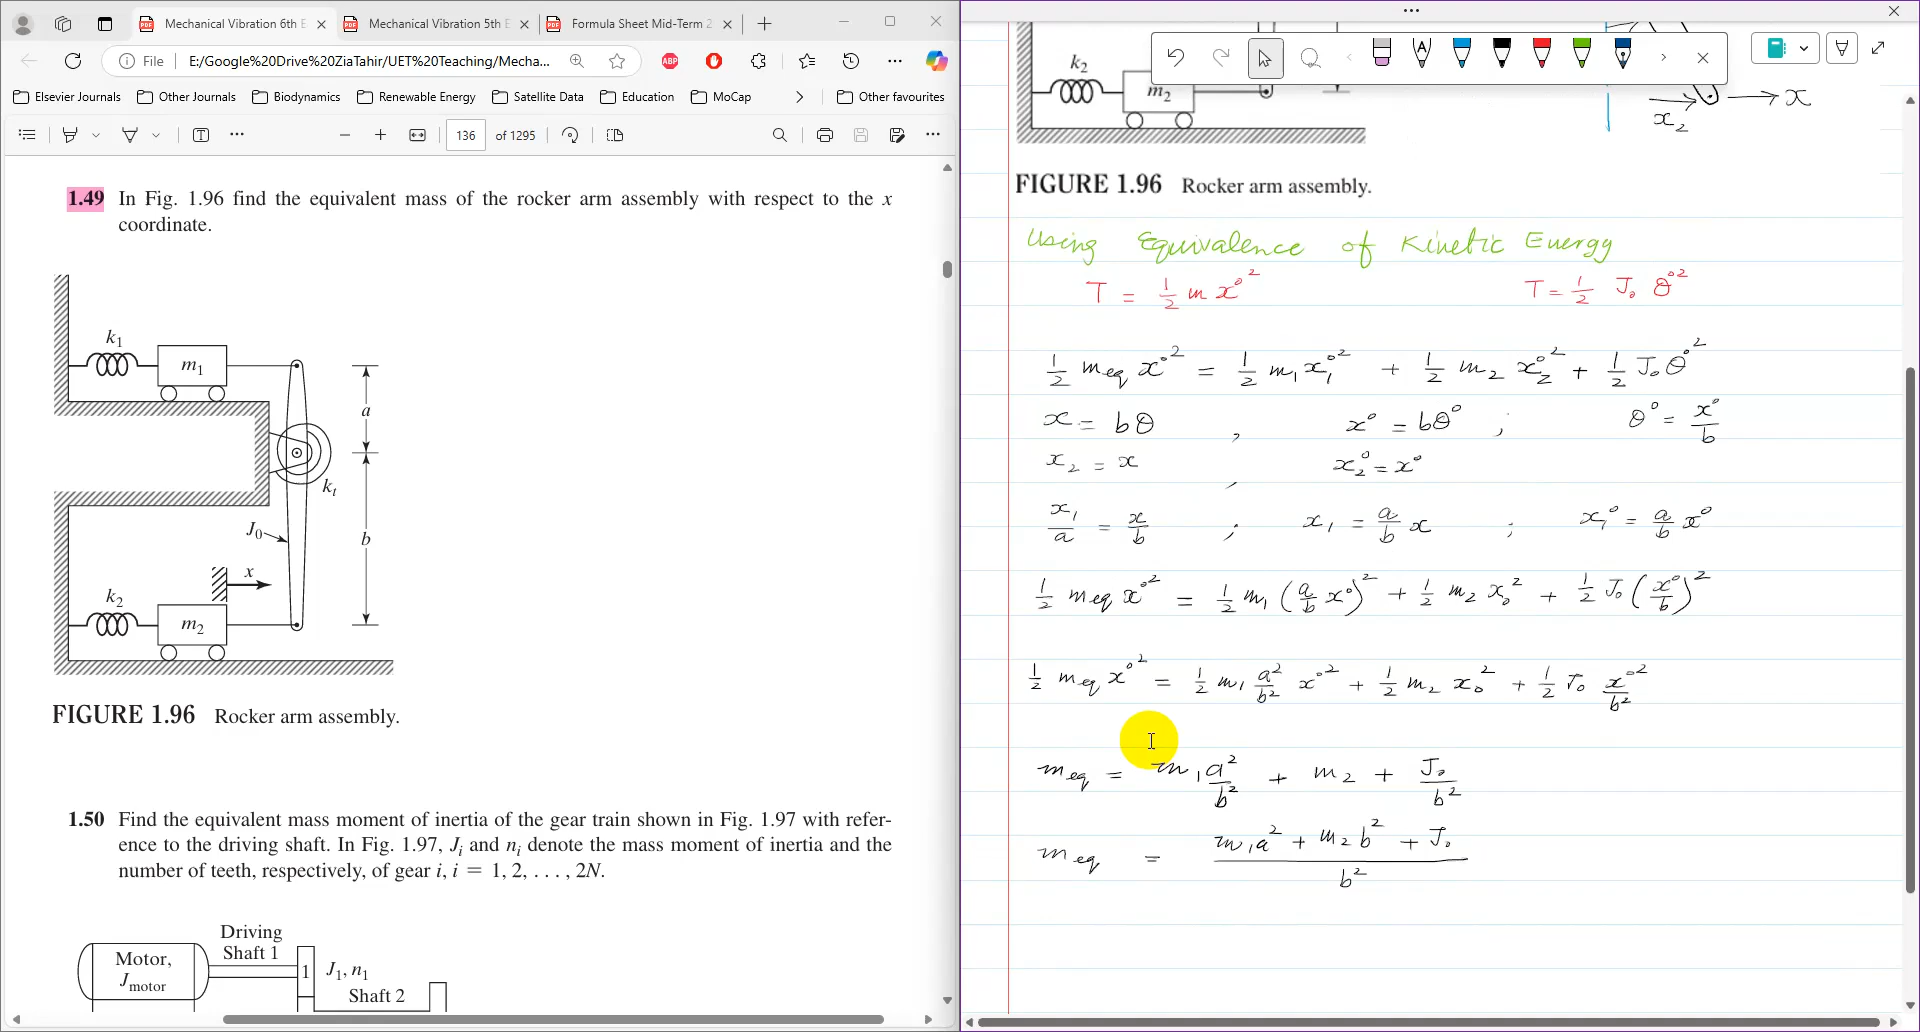 Mechanical Vibration 6th E
Mechanical Vibration 5th E
Formula Sheet Mid-Term 2
File E:/Google%20Drive%20ZiaTahir/UET%20Teaching/Mecha...
ABP
Elsevier Journals
Other Journals
Biodynamics
Renewable Energy
Satellite Data
Education
MoCap
Other favourites
136 of 1295
1.49 In Fig. 1.96 find the equivalent mass of the rocker arm assembly with respect to the x
coordinate.
k₁
m₁
a
kₜ
J₀
b
x
k₂
m₂
FIGURE 1.96 Rocker arm assembly.
1.50 Find the equivalent mass moment of inertia of the gear train shown in Fig. 1.97 with refer-
ence to the driving shaft. In Fig. 1.97, Jᵢ and nᵢ denote the mass moment of inertia and the
number of teeth, respectively, of gear i, i = 1, 2, . . . , 2N.
Driving
Shaft 1
Motor,
J motor
1
J₁, n₁
Shaft 2
k₂
m₂
x₂
x
FIGURE 1.96 Rocker arm assembly.
Using Equivalence of Kinetic Energy
T = 1/2 m x°² T = 1/2 J₀ θ°²
1/2 meq x°² = 1/2 m₁ x₁°² + 1/2 m₂ x₂°² + 1/2 J₀ θ°²
x = bθ , x° = bθ° ; θ° = x°/b
x₂ = x , x₂° = x°
x₁/a = x/b ; x₁ = a/b x ; x₁° = a/b x°
1/2 meq x°² = 1/2 m₁ (a/b x°)² + 1/2 m₂ x₀² + 1/2 J₀ (x°/b)²
1/2 meq x°² = 1/2 m₁ a²/b² x°² + 1/2 m₂ x₀² + 1/2 J₀ x°²/b²
meq = m₁ a²/b² + m₂ + J₀/b²
meq = (m₁a² + m₂b² + J₀)/b²